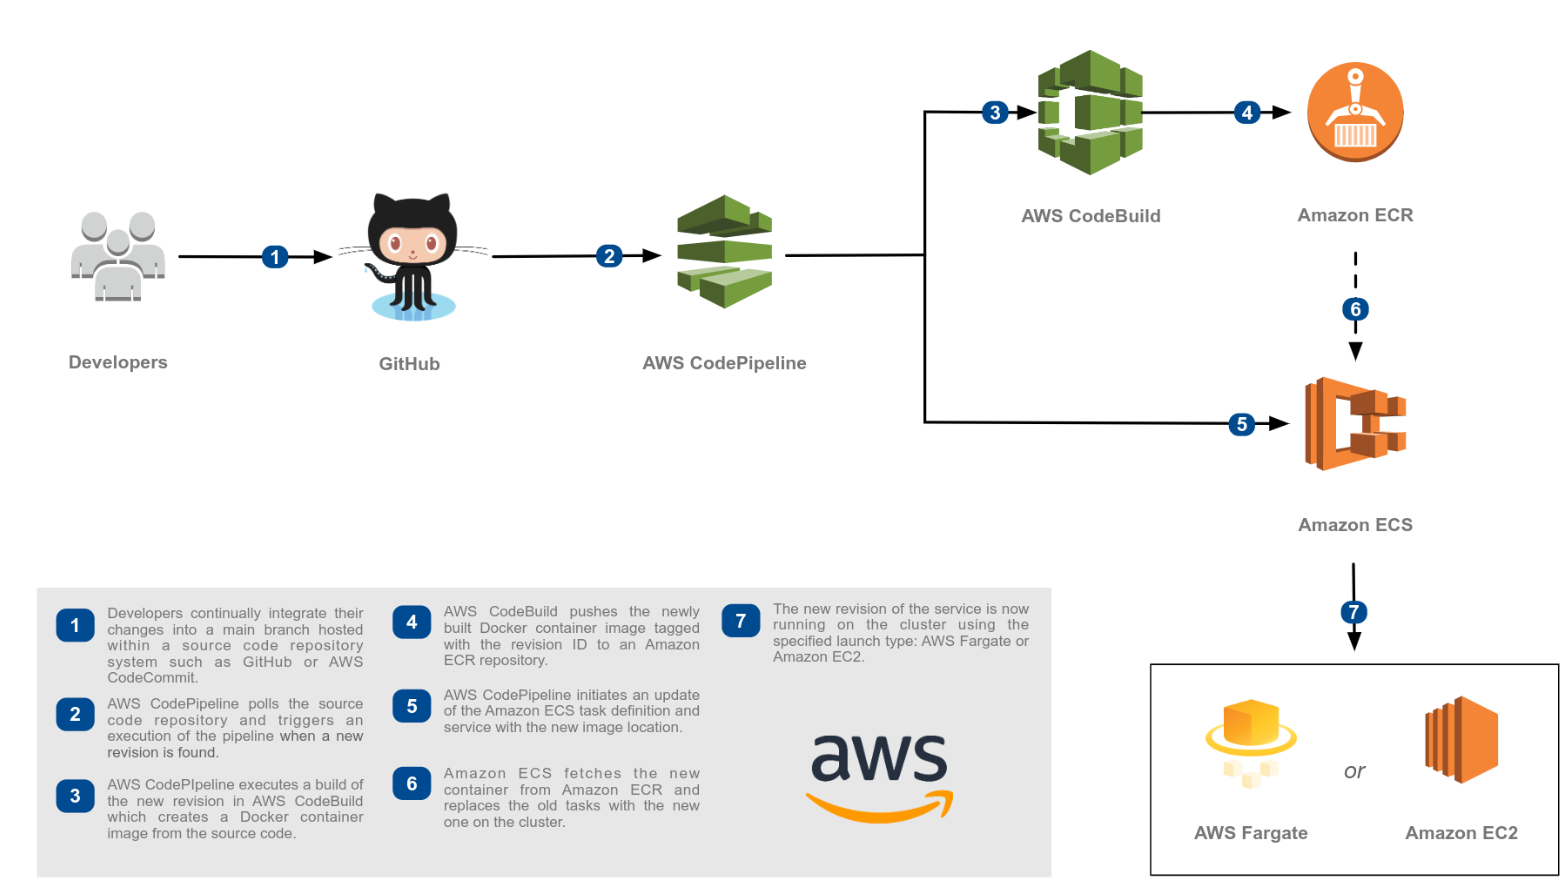 3
4
AWS CodeBuild
Amazon ECR
1
2
Developers
GitHub
AWS CodePipeline
6
5
Amazon ECS
7
1
Developers continually integrate their
changes into a main branch hosted
within a source code repository
system such as GitHub or AWS
CodeCommit.
2
AWS CodePipeline polls the source
code repository and triggers an
execution of the pipeline when a new
revision is found.
3
AWS CodePIpeline executes a build of
the new revision in AWS CodeBuild
which creates a Docker container
image from the source code.
4
AWS CodeBuild pushes the newly
built Docker container image tagged
with the revision ID to an Amazon
ECR repository.
5
AWS CodePipeline initiates an update
of the Amazon ECS task definition and
service with the new image location.
6
Amazon ECS fetches the new
container from Amazon ECR and
replaces the old tasks with the new
one on the cluster.
7
The new revision of the service is now
running on the cluster using the
specified launch type: AWS Fargate or
Amazon EC2.
aws
or
AWS Fargate
Amazon EC2